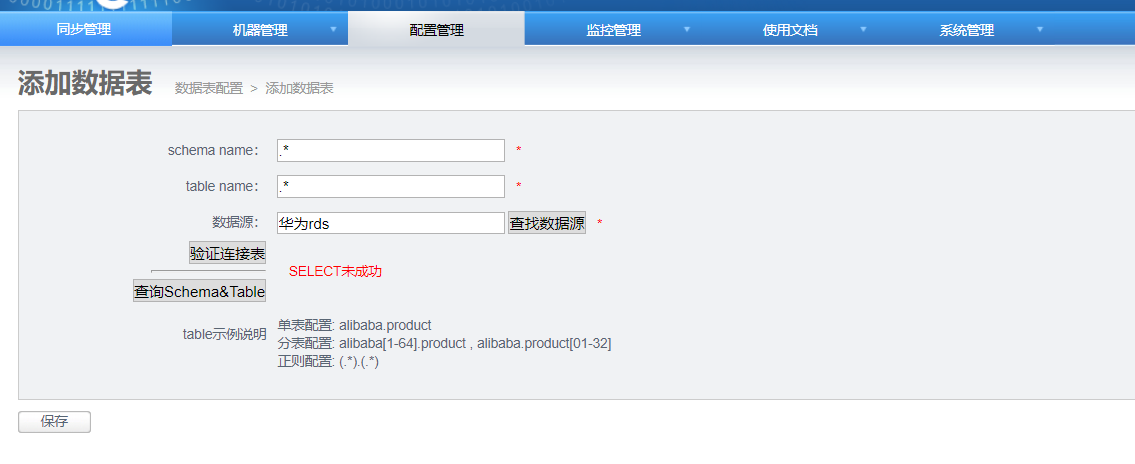 同步管理 机器管理 配置管理 监控管理 使用文档 系统管理
添加数据表 数据表配置 > 添加数据表
schema name： .* *
table name： .* *
数据源： 华为rds 查找数据源 *
验证连接表
SELECT未成功
查询Schema&Table
table示例说明
单表配置: alibaba.product
分表配置: alibaba[1-64].product , alibaba.product[01-32]
正则配置: (.*).(.*)
保存